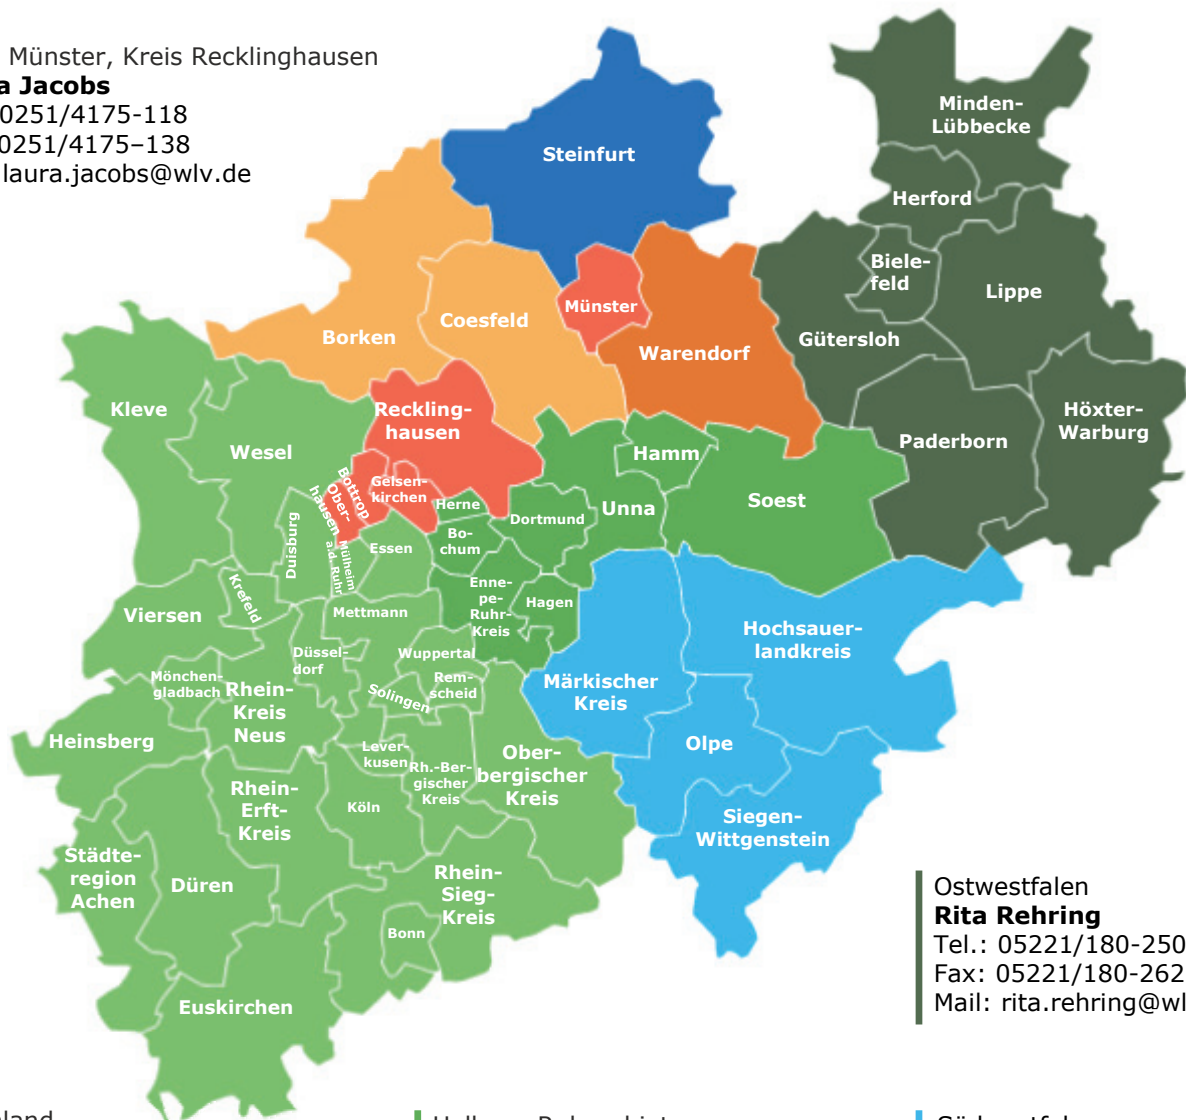 Münster, Kreis Recklinghausen
a Jacobs
0251/4175-118
0251/4175–138
laura.jacobs@wlv.de
Steinfurt
Minden-
Lübbecke
Herford
Biele-
feld
Lippe
Gütersloh
Höxter-
Warburg
Paderborn
Borken
Coesfeld
Münster
Warendorf
Reckling-
hausen
Kleve
Wesel
Bottrop
Ober-
hausen
Gelsen-
kirchen
Herne
Hamm
Unna
Soest
Dortmund
Bo-
chum
Duisburg
Mülheim
a.d. Ruhr
Essen
Enne-
pe-
Ruhr-
Kreis
Hagen
Viersen
Krefeld
Mettmann
Düssel-
dorf
Wuppertal
Rem-
scheid
Solingen
Mönchen-
gladbach
Rhein-
Kreis
Neus
Hochsauer-
landkreis
Märkischer
Kreis
Olpe
Siegen-
Wittgenstein
Heinsberg
Lever-
kusen
Rh.-Ber-
gischer
Kreis
Ober-
bergischer
Kreis
Rhein-
Erft-
Kreis
Köln
Städte-
region
Achen
Düren
Rhein-
Sieg-
Kreis
Bonn
Euskirchen
Ostwestfalen
Rita Rehring
Tel.: 05221/180-250
Fax: 05221/180-262
Mail: rita.rehring@wl